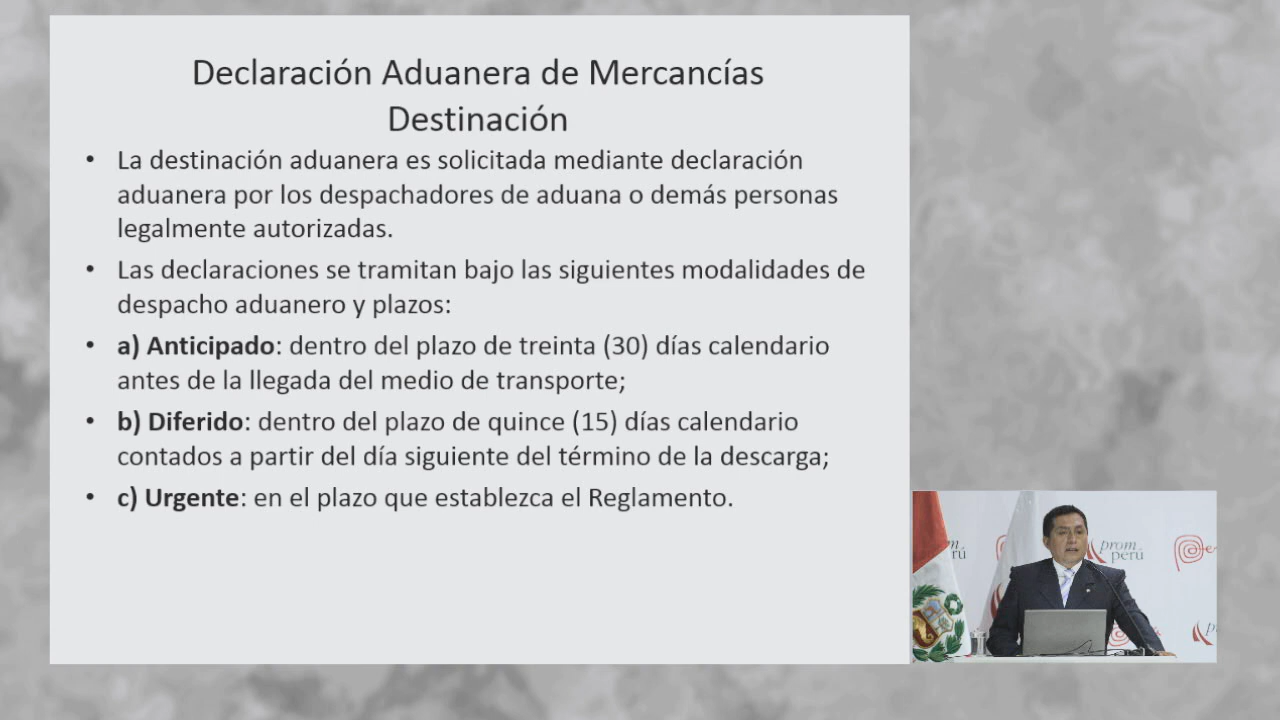 Declaración Aduanera de Mercancías
Destinación
• La destinación aduanera es solicitada mediante declaración
aduanera por los despachadores de aduana o demás personas
legalmente autorizadas.
• Las declaraciones se tramitan bajo las siguientes modalidades de
despacho aduanero y plazos:
• a) Anticipado: dentro del plazo de treinta (30) días calendario
antes de la llegada del medio de transporte;
• b) Diferido: dentro del plazo de quince (15) días calendario
contados a partir del día siguiente del término de la descarga;
• c) Urgente: en el plazo que establezca el Reglamento.
prom
perú